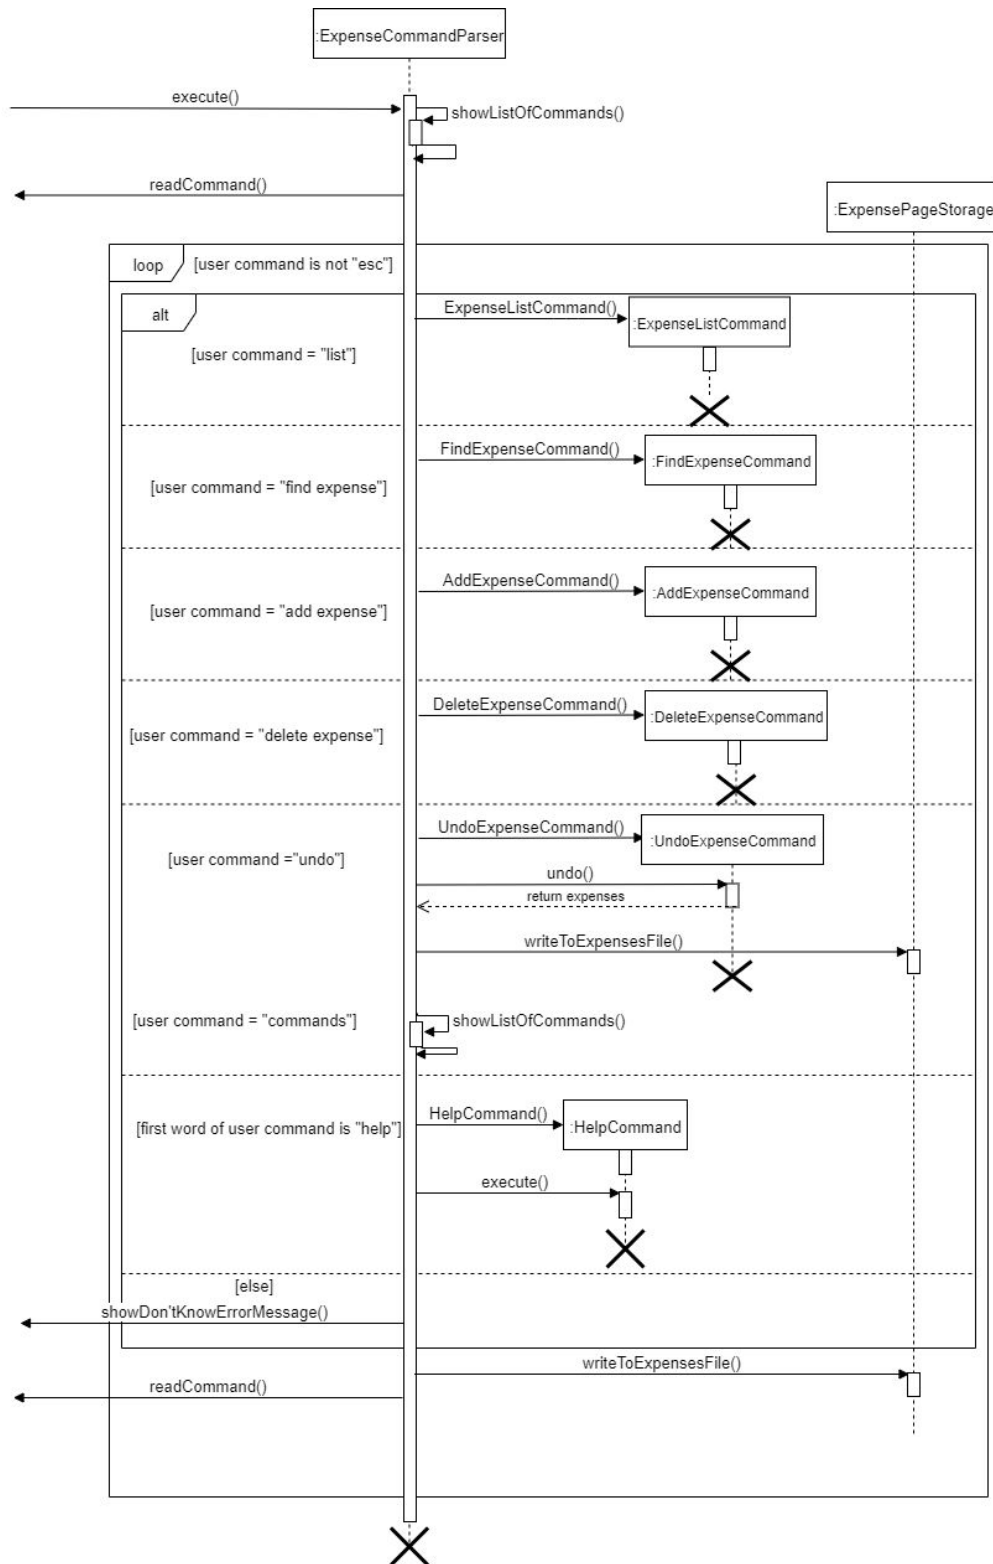 :ExpenseCommandParser
execute()
showListOfCommands()
readCommand()
:ExpensePageStorage
loop
[user command is not "esc"]
alt
ExpenseListCommand()
:ExpenseListCommand
[user command = "list"]
FindExpenseCommand()
:FindExpenseCommand
[user command = "find expense"]
AddExpenseCommand()
:AddExpenseCommand
[user command = "add expense"]
DeleteExpenseCommand()
:DeleteExpenseCommand
[user command = "delete expense"]
UndoExpenseCommand()
:UndoExpenseCommand
[user command ="undo"]
undo()
return expenses
writeToExpensesFile()
[user command = "commands"]
showListOfCommands()
HelpCommand()
:HelpCommand
[first word of user command is "help"]
execute()
[else]
showDon'tKnowErrorMessage()
writeToExpensesFile()
readCommand()